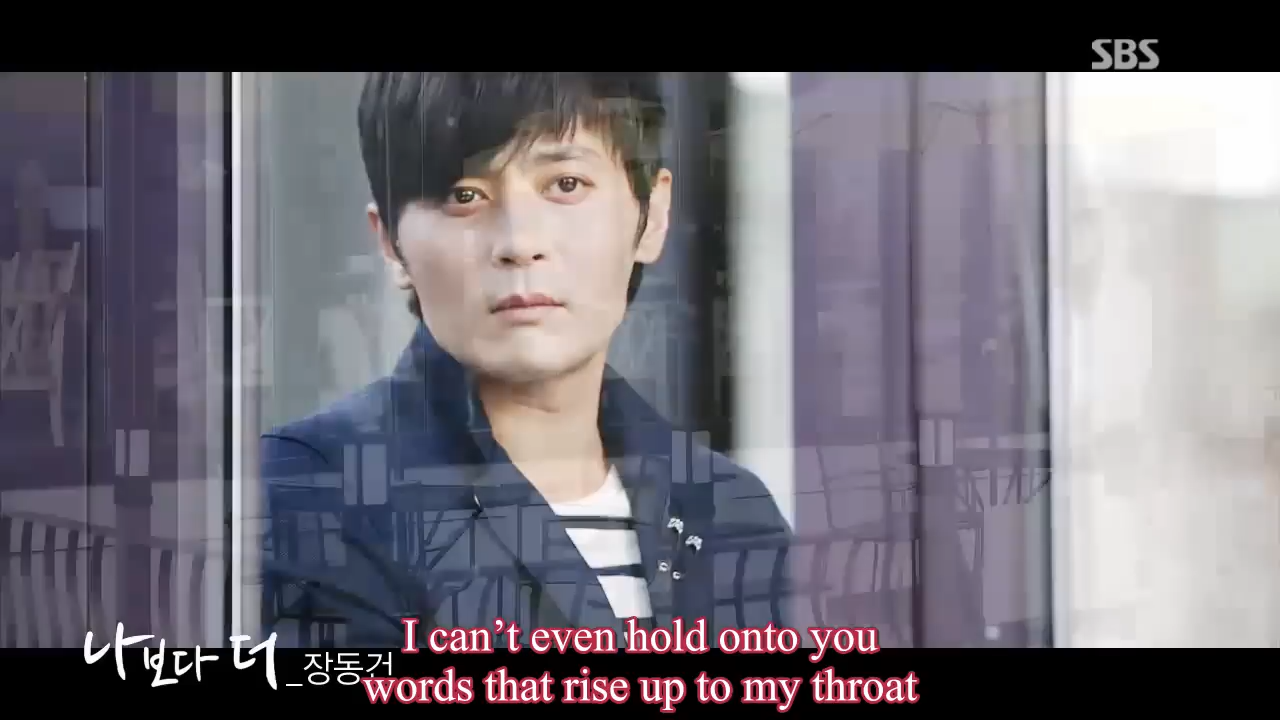 SBS
나보다 더 _장동건
I can't even hold onto you
words that rise up to my throat